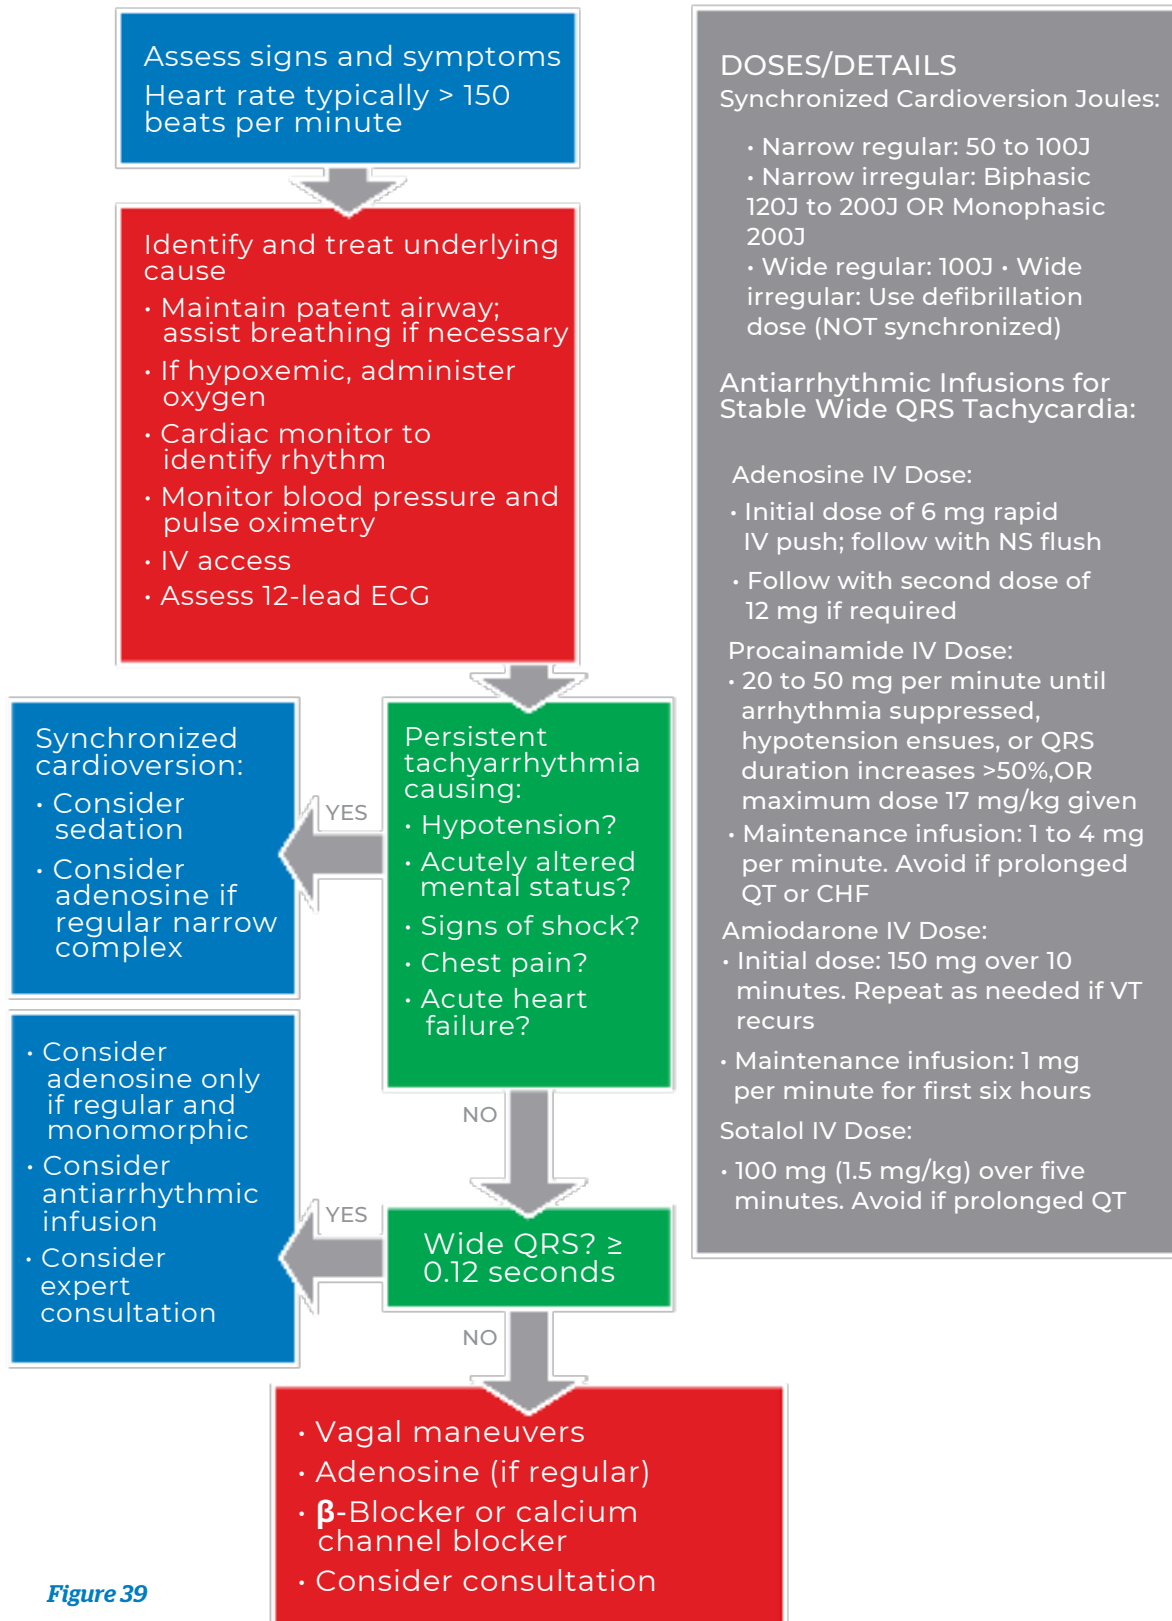 Assess signs and symptoms
Heart rate typically > 150
beats per minute
Identify and treat underlying
cause
• Maintain patent airway;
assist breathing if necessary
• If hypoxemic, administer
oxygen
• Cardiac monitor to
identify rhythm
• Monitor blood pressure and
pulse oximetry
• IV access
• Assess 12-lead ECG
Persistent
tachyarrhythmia
causing:
• Hypotension?
• Acutely altered
mental status?
• Signs of shock?
• Chest pain?
• Acute heart
failure?
YES
Synchronized
cardioversion:
• Consider
sedation
• Consider
adenosine if
regular narrow
complex
NO
Wide QRS? ≥
0.12 seconds
YES
• Consider
adenosine only
if regular and
monomorphic
• Consider
antiarrhythmic
infusion
• Consider
expert
consultation
NO
• Vagal maneuvers
• Adenosine (if regular)
• β-Blocker or calcium
channel blocker
• Consider consultation
Figure 39
DOSES/DETAILS
Synchronized Cardioversion Joules:
• Narrow regular: 50 to 100J
• Narrow irregular: Biphasic
120J to 200J OR Monophasic
200J
• Wide regular: 100J • Wide
irregular: Use defibrillation
dose (NOT synchronized)
Antiarrhythmic Infusions for
Stable Wide QRS Tachycardia:
Adenosine IV Dose:
• Initial dose of 6 mg rapid
IV push; follow with NS flush
• Follow with second dose of
12 mg if required
Procainamide IV Dose:
• 20 to 50 mg per minute until
arrhythmia suppressed,
hypotension ensues, or QRS
duration increases >50%,OR
maximum dose 17 mg/kg given
• Maintenance infusion: 1 to 4 mg
per minute. Avoid if prolonged
QT or CHF
Amiodarone IV Dose:
• Initial dose: 150 mg over 10
minutes. Repeat as needed if VT
recurs
• Maintenance infusion: 1 mg
per minute for first six hours
Sotalol IV Dose:
• 100 mg (1.5 mg/kg) over five
minutes. Avoid if prolonged QT